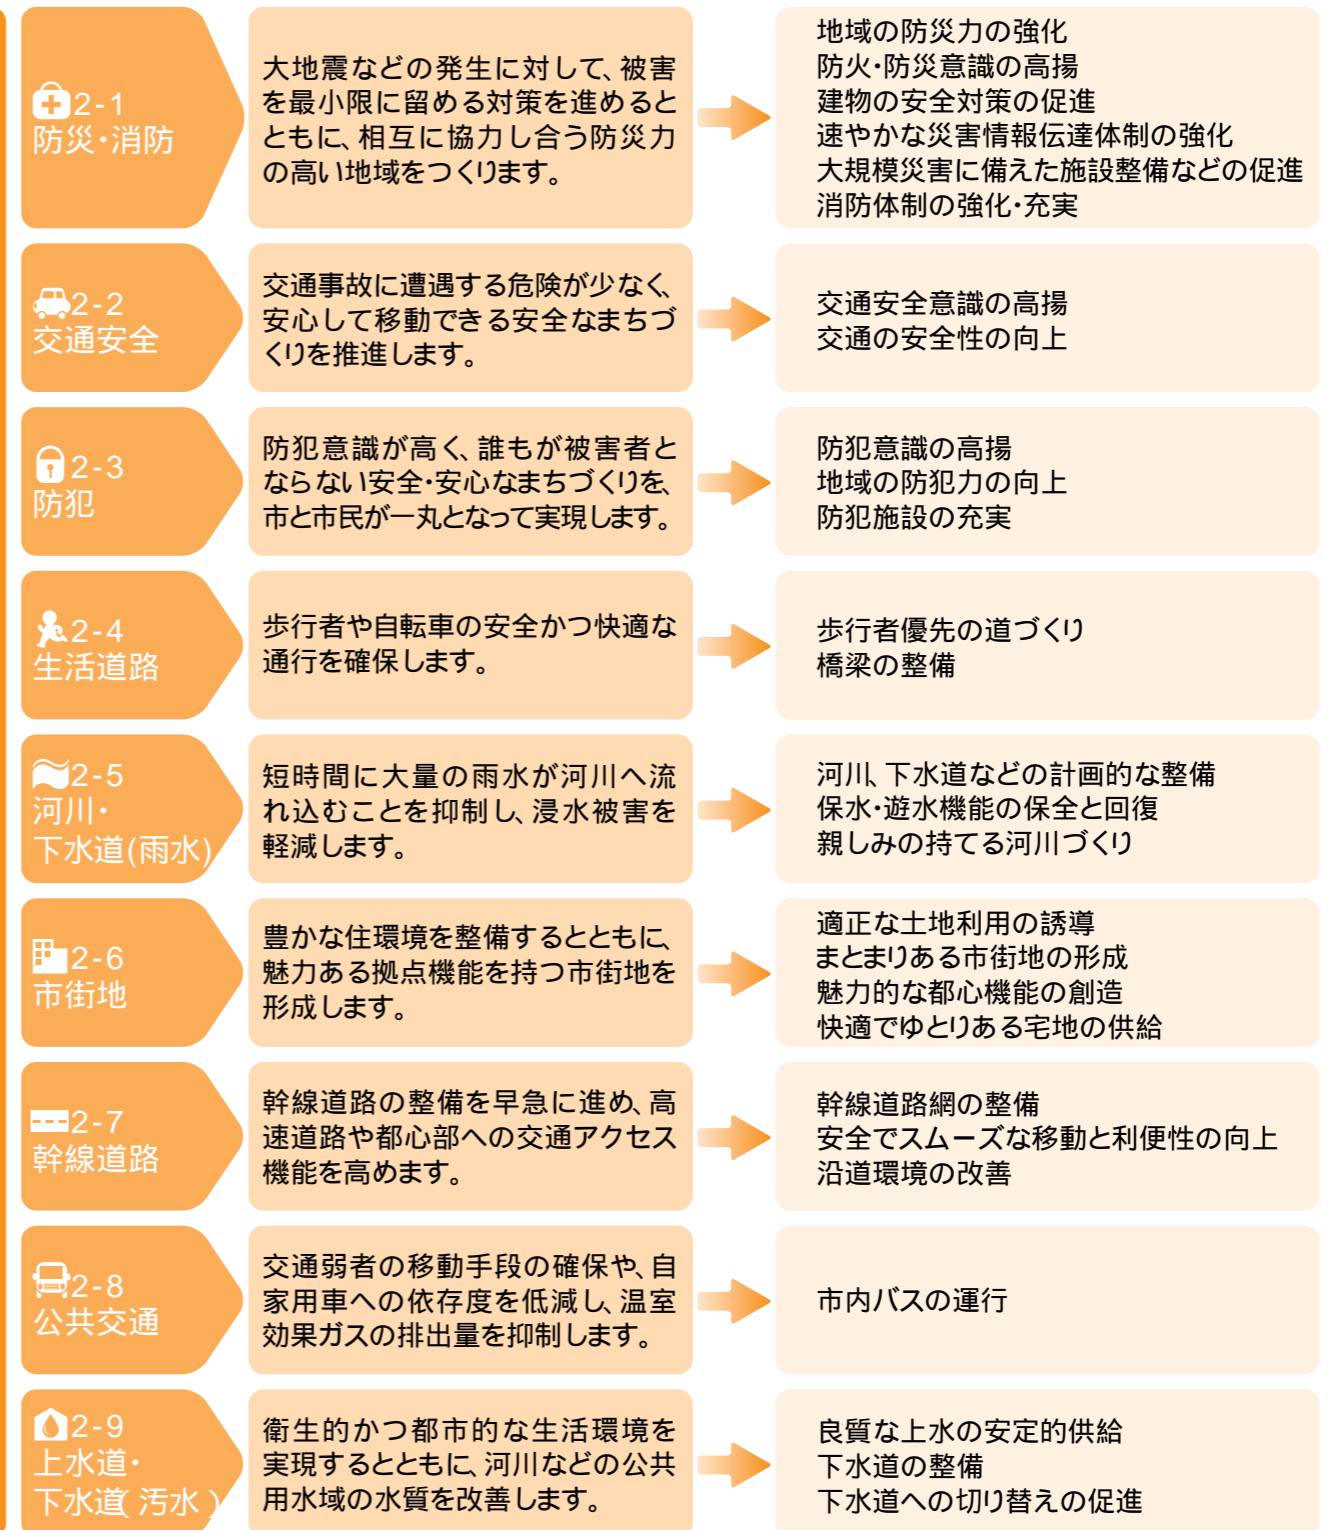 2-1
防災・消防
大地震などの発生に対して、被害
を最小限に留める対策を進めると
ともに、相互に協力し合う防災力
の高い地域をつくります。
地域の防災力の強化
防火・防災意識の高揚
建物の安全対策の促進
速やかな災害情報伝達体制の強化
大規模災害に備えた施設整備などの促進
消防体制の強化・充実
2-2
交通安全
交通事故に遭遇する危険が少なく、
安心して移動できる安全なまちづ
くりを推進します。
交通安全意識の高揚
交通の安全性の向上
2-3
防犯
防犯意識が高く、誰もが被害者と
ならない安全・安心なまちづくりを、
市と市民が一丸となって実現します。
防犯意識の高揚
地域の防犯力の向上
防犯施設の充実
2-4
生活道路
歩行者や自転車の安全かつ快適な
通行を確保します。
歩行者優先の道づくり
橋梁の整備
2-5
河川・
下水道(雨水)
短時間に大量の雨水が河川へ流
れ込むことを抑制し、浸水被害を
軽減します。
河川、下水道などの計画的な整備
保水・遊水機能の保全と回復
親しみの持てる河川づくり
2-6
市街地
豊かな住環境を整備するとともに、
魅力ある拠点機能を持つ市街地を
形成します。
適正な土地利用の誘導
まとまりある市街地の形成
魅力的な都心機能の創造
快適でゆとりある宅地の供給
2-7
幹線道路
幹線道路の整備を早急に進め、高
速道路や都心部への交通アクセス
機能を高めます。
幹線道路網の整備
安全でスムーズな移動と利便性の向上
沿道環境の改善
2-8
公共交通
交通弱者の移動手段の確保や、自
家用車への依存度を低減し、温室
効果ガスの排出量を抑制します。
市内バスの運行
2-9
上水道・
下水道(汚水)
衛生的かつ都市的な生活環境を
実現するとともに、河川などの公共
用水域の水質を改善します。
良質な上水の安定的供給
下水道の整備
下水道への切り替えの促進